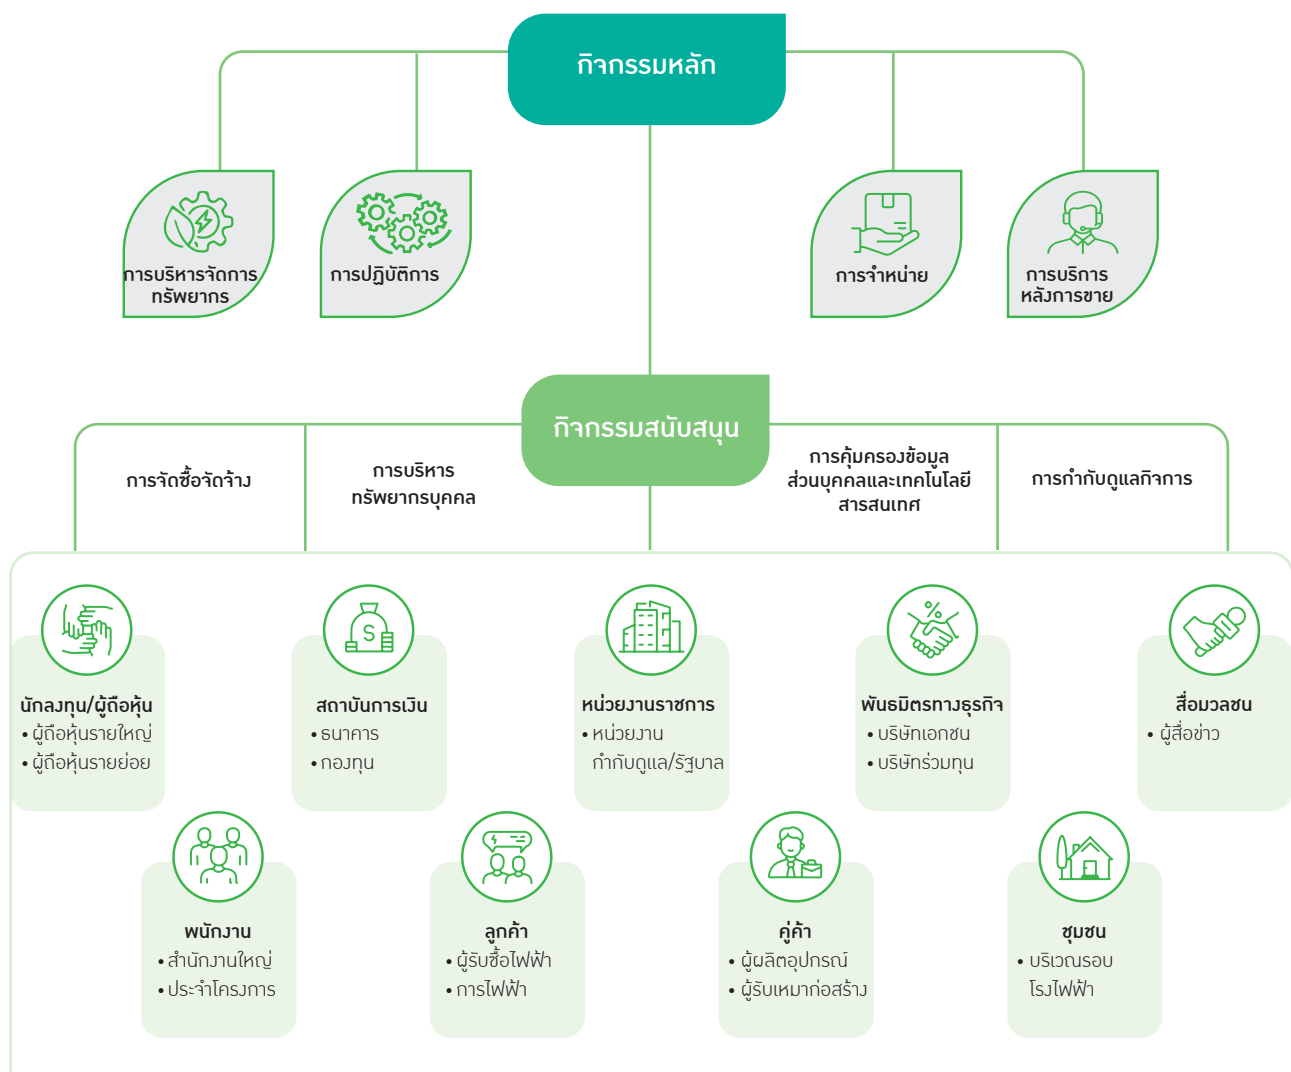 กิจกรรมหลัก
การบริหารจัดการ
ทรัพยากร
การปฏิบัติการ
การจำหน่าย
การบริการ
หลังการขาย
กิจกรรมสนับสนุน
การจัดซื้อจัดจ้าง
การบริหาร
ทรัพยากรบุคคล
การคุ้มครองข้อมูล
ส่วนบุคคลและเทคโนโลยี
สารสนเทศ
การกำกับดูแลกิจการ
นักลงทุน/ผู้ถือหุ้น
• ผู้ถือหุ้นรายใหญ่
• ผู้ถือหุ้นรายย่อย
สถาบันการเงิน
• ธนาคาร
• กองทุน
หน่วยงานราชการ
• หน่วยงาน
กำกับดูแล/รัฐบาล
พันธมิตรทางธุรกิจ
• บริษัทเอกชน
• บริษัทร่วมทุน
สื่อมวลชน
• ผู้สื่อข่าว
พนักงาน
• สำนักงานใหญ่
• ประจำโครงการ
ลูกค้า
• ผู้รับซื้อไฟฟ้า
• การไฟฟ้า
คู่ค้า
• ผู้ผลิตอุปกรณ์
• ผู้รับเหมาก่อสร้าง
ชุมชน
• บริเวณรอบ
โรงไฟฟ้า